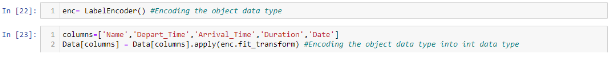 In [22]: 1 enc= LabelEncoder() #Encoding the object data type
In [23]: 1 columns=['Name','Depart_Time','Arrival_Time','Duration','Date']
2 Data[columns] = Data[columns].apply(enc.fit_transform) #Encoding the object data type into int data type